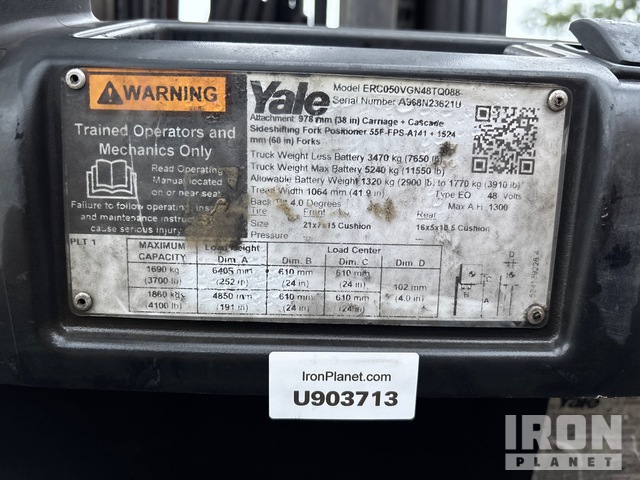 WARNING
Trained Operators and
Mechanics Only
Read Operating
Manual located
on or near seat
Failure to follow operating, inspection
and maintenance instructions
cause serious injury
Yale
Model ERC050VGN48TQ088
Serial Number A968N23621U
Attachment 978 mm (38 in) Carriage + Cascade
Sideshifting Fork Positioner 55F-FPS-A141 + 1524
mm (60 in) Forks
Truck Weight Less Battery 3470 kg (7650 lb)
Truck Weight Max Battery 5240 kg (11550 lb)
Allowable Battery Weight 1320 kg (2900 lb) to 1770 kg (3910 lb)
Tread Width 1064 mm (41.9 in) Type EO 48 Volts
Back 4.0 Degrees Max A.H. 1300
Tire Front Rear
Size 21x7x15 Cushion 16x5x10.5 Cushion
Pressure
PLT 1
MAXIMUM CAPACITY Load Height Load Center
Dim. A Dim. B Dim. C Dim. D
1690 kg 6405 mm 610 mm 610 mm
(3700 lb) (252 in) (24 in) (24 in)
102 mm
(4.0 in)
1860 kg 4850 mm 610 mm 610 mm
(4100 lb) (191 in) (24 in) (24 in)
D
B
A
C
IronPlanet.com
U903713
Yale
IRON
PLANET